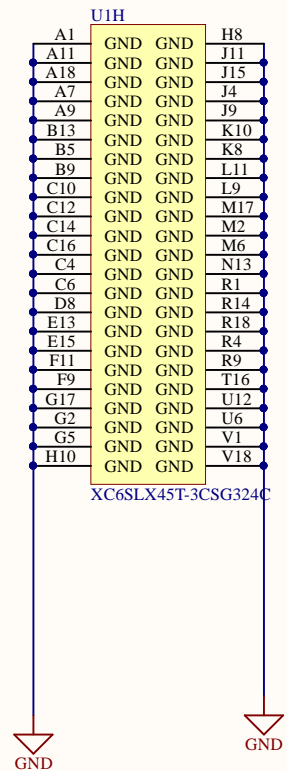 U1H
A1 GND GND H8
A11 GND GND J11
A18 GND GND J15
A7 GND GND J4
A9 GND GND J9
B13 GND GND K10
B5 GND GND K8
B9 GND GND L11
C10 GND GND L9
C12 GND GND M17
C14 GND GND M2
C16 GND GND M6
C4 GND GND N13
C6 GND GND R1
D8 GND GND R14
E13 GND GND R18
E15 GND GND R4
F11 GND GND R9
F9 GND GND T16
G17 GND GND U12
G2 GND GND U6
G5 GND GND V1
H10 GND GND V18
XC6SLX45T-3CSG324C
GND GND